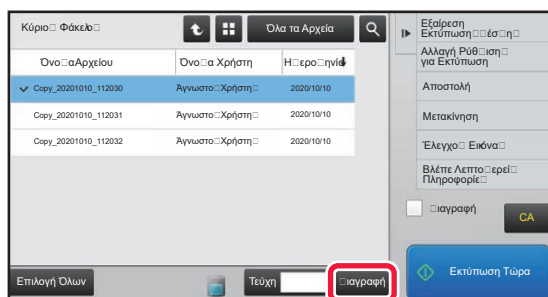 Κύριο□ Φάκελο□
Όλα τα Αρχεία
Όνο□αΑρχείου Όνο□α Χρήστη Η□ερο□ηνία
Copy_20201010_112030 Άγνωστο□Χρήστη□ 2020/10/10
Copy_20201010_112031 Άγνωστο□Χρήστη□ 2020/10/10
Copy_20201010_112032 Άγνωστο□Χρήστη□ 2020/10/10
Επιλογή Όλων
Τεύχη
□ιαγραφή
Εξαίρεση
Εκτύπωση□□έσ□η□
Αλλαγή Ρύθ□ιση□
για Εκτύπωση
Αποστολή
Μετακίνηση
Έλεγχο□ Εικόνα□
Βλέπε Λεπτο□ερεί□
Πληροφορίε□
□ιαγραφή
CA
Εκτύπωση Τώρα